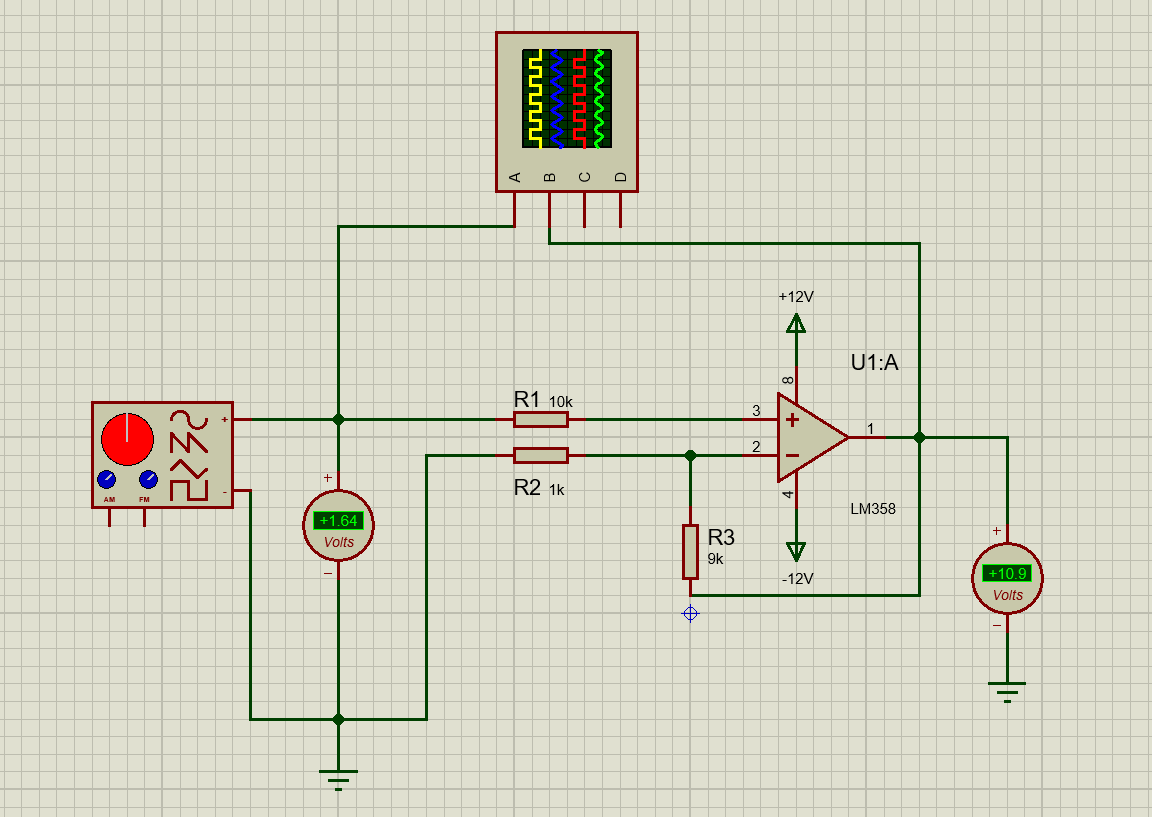 A B C D
+12V
U1:A
8
R1 10k
3
+
1
2
R2 1k
4
LM358
AM FM
+
-
+
+1.64
Volts
R3
9k
-12V
+
+10.9
Volts